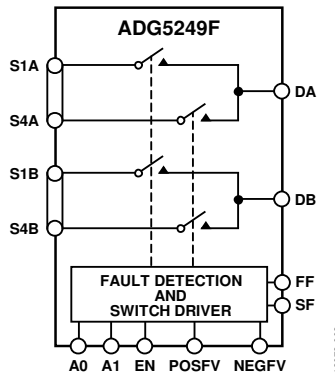 ADG5249F
S1A
DA
S4A
S1B
DB
S4B
FAULT DETECTION
AND
SWITCH DRIVER
FF
SF
A0 A1 EN POSFV NEGFV